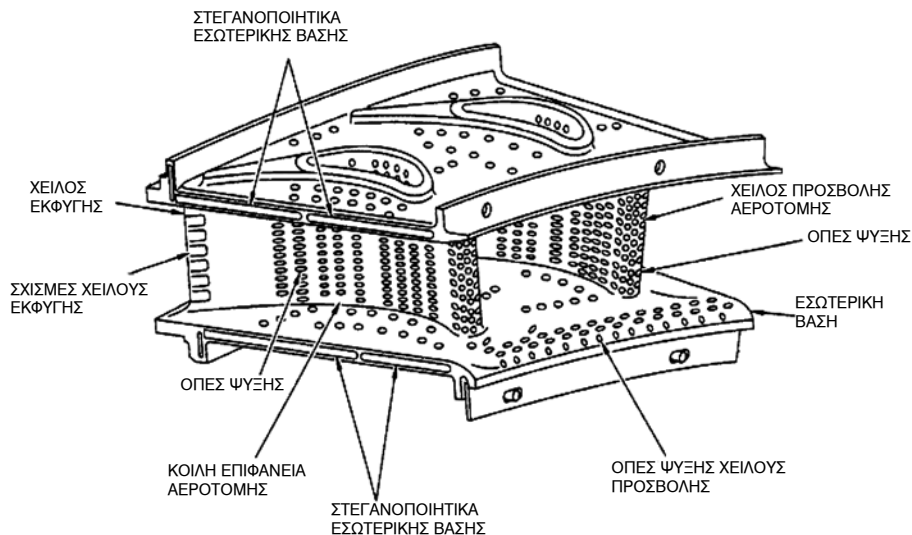 ΣΤΕΓΑΝΟΠΟΙΗΤΙΚΑ
ΕΣΩΤΕΡΙΚΗΣ ΒΑΣΗΣ
ΧΕΙΛΟΣ
ΕΚΦΥΓΗΣ
ΧΕΙΛΟΣ ΠΡΟΣΒΟΛΗΣ
ΑΕΡΟΤΟΜΗΣ
ΟΠΕΣ ΨΥΞΗΣ
ΣΧΙΣΜΕΣ ΧΕΙΛΟΥΣ
ΕΚΦΥΓΗΣ
ΕΣΩΤΕΡΙΚΗ
ΒΑΣΗ
ΟΠΕΣ ΨΥΞΗΣ
ΚΟΙΛΗ ΕΠΙΦΑΝΕΙΑ
ΑΕΡΟΤΟΜΗΣ
ΟΠΕΣ ΨΥΞΗΣ ΧΕΙΛΟΥΣ
ΠΡΟΣΒΟΛΗΣ
ΣΤΕΓΑΝΟΠΟΙΗΤΙΚΑ
ΕΣΩΤΕΡΙΚΗΣ ΒΑΣΗΣ